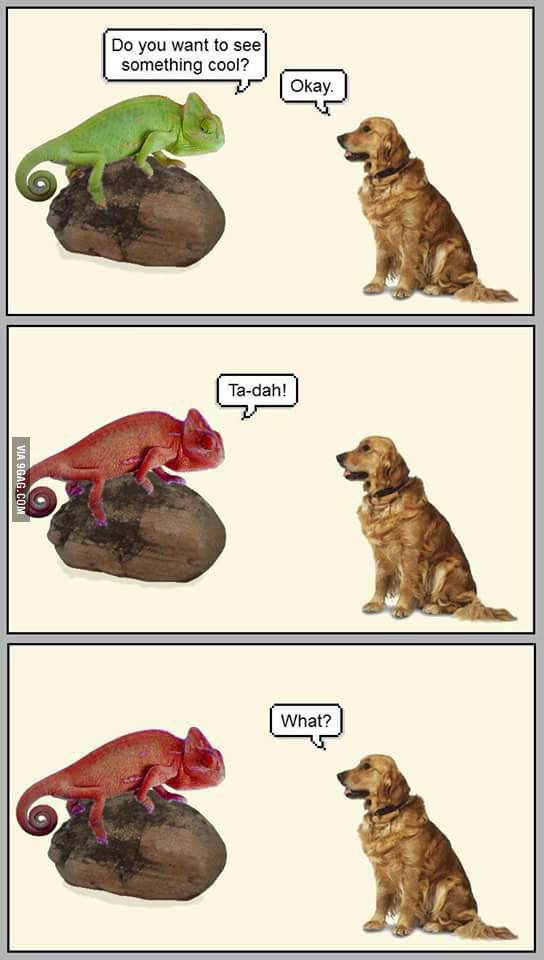 Do you want to see
something cool?
Okay.
Ta-dah!
VIA 9GAG.COM
What?